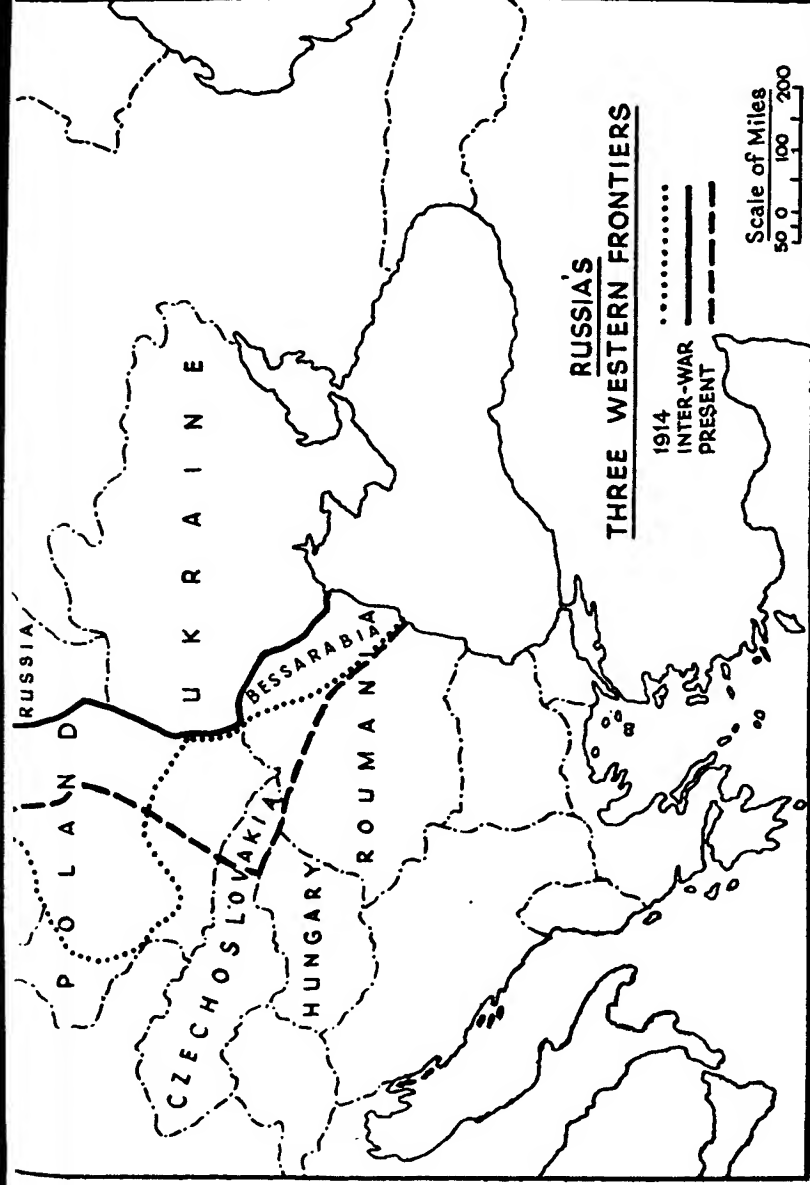 RUSSIA
POLAND
UKRAINE
CZECHOSLOVAKIA
BESSARABIA
HUNGARY
ROUMANIA
RUSSIA'S
THREE WESTERN FRONTIERS
1914
INTER-WAR
PRESENT
Scale of Miles
50 0 100 200